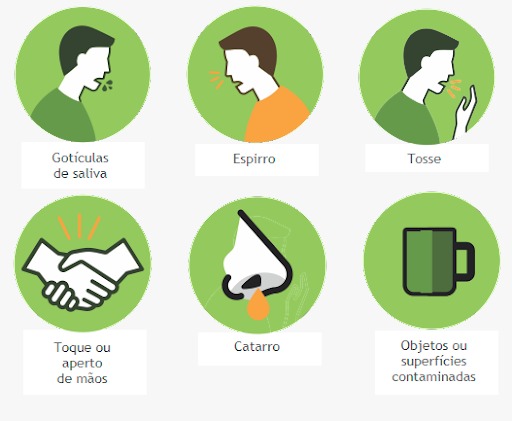 Gotículas
de saliva
Espirro
Tosse
Toque ou
aperto
de mãos
Catarro
Objetos ou
superfícies
contaminadas